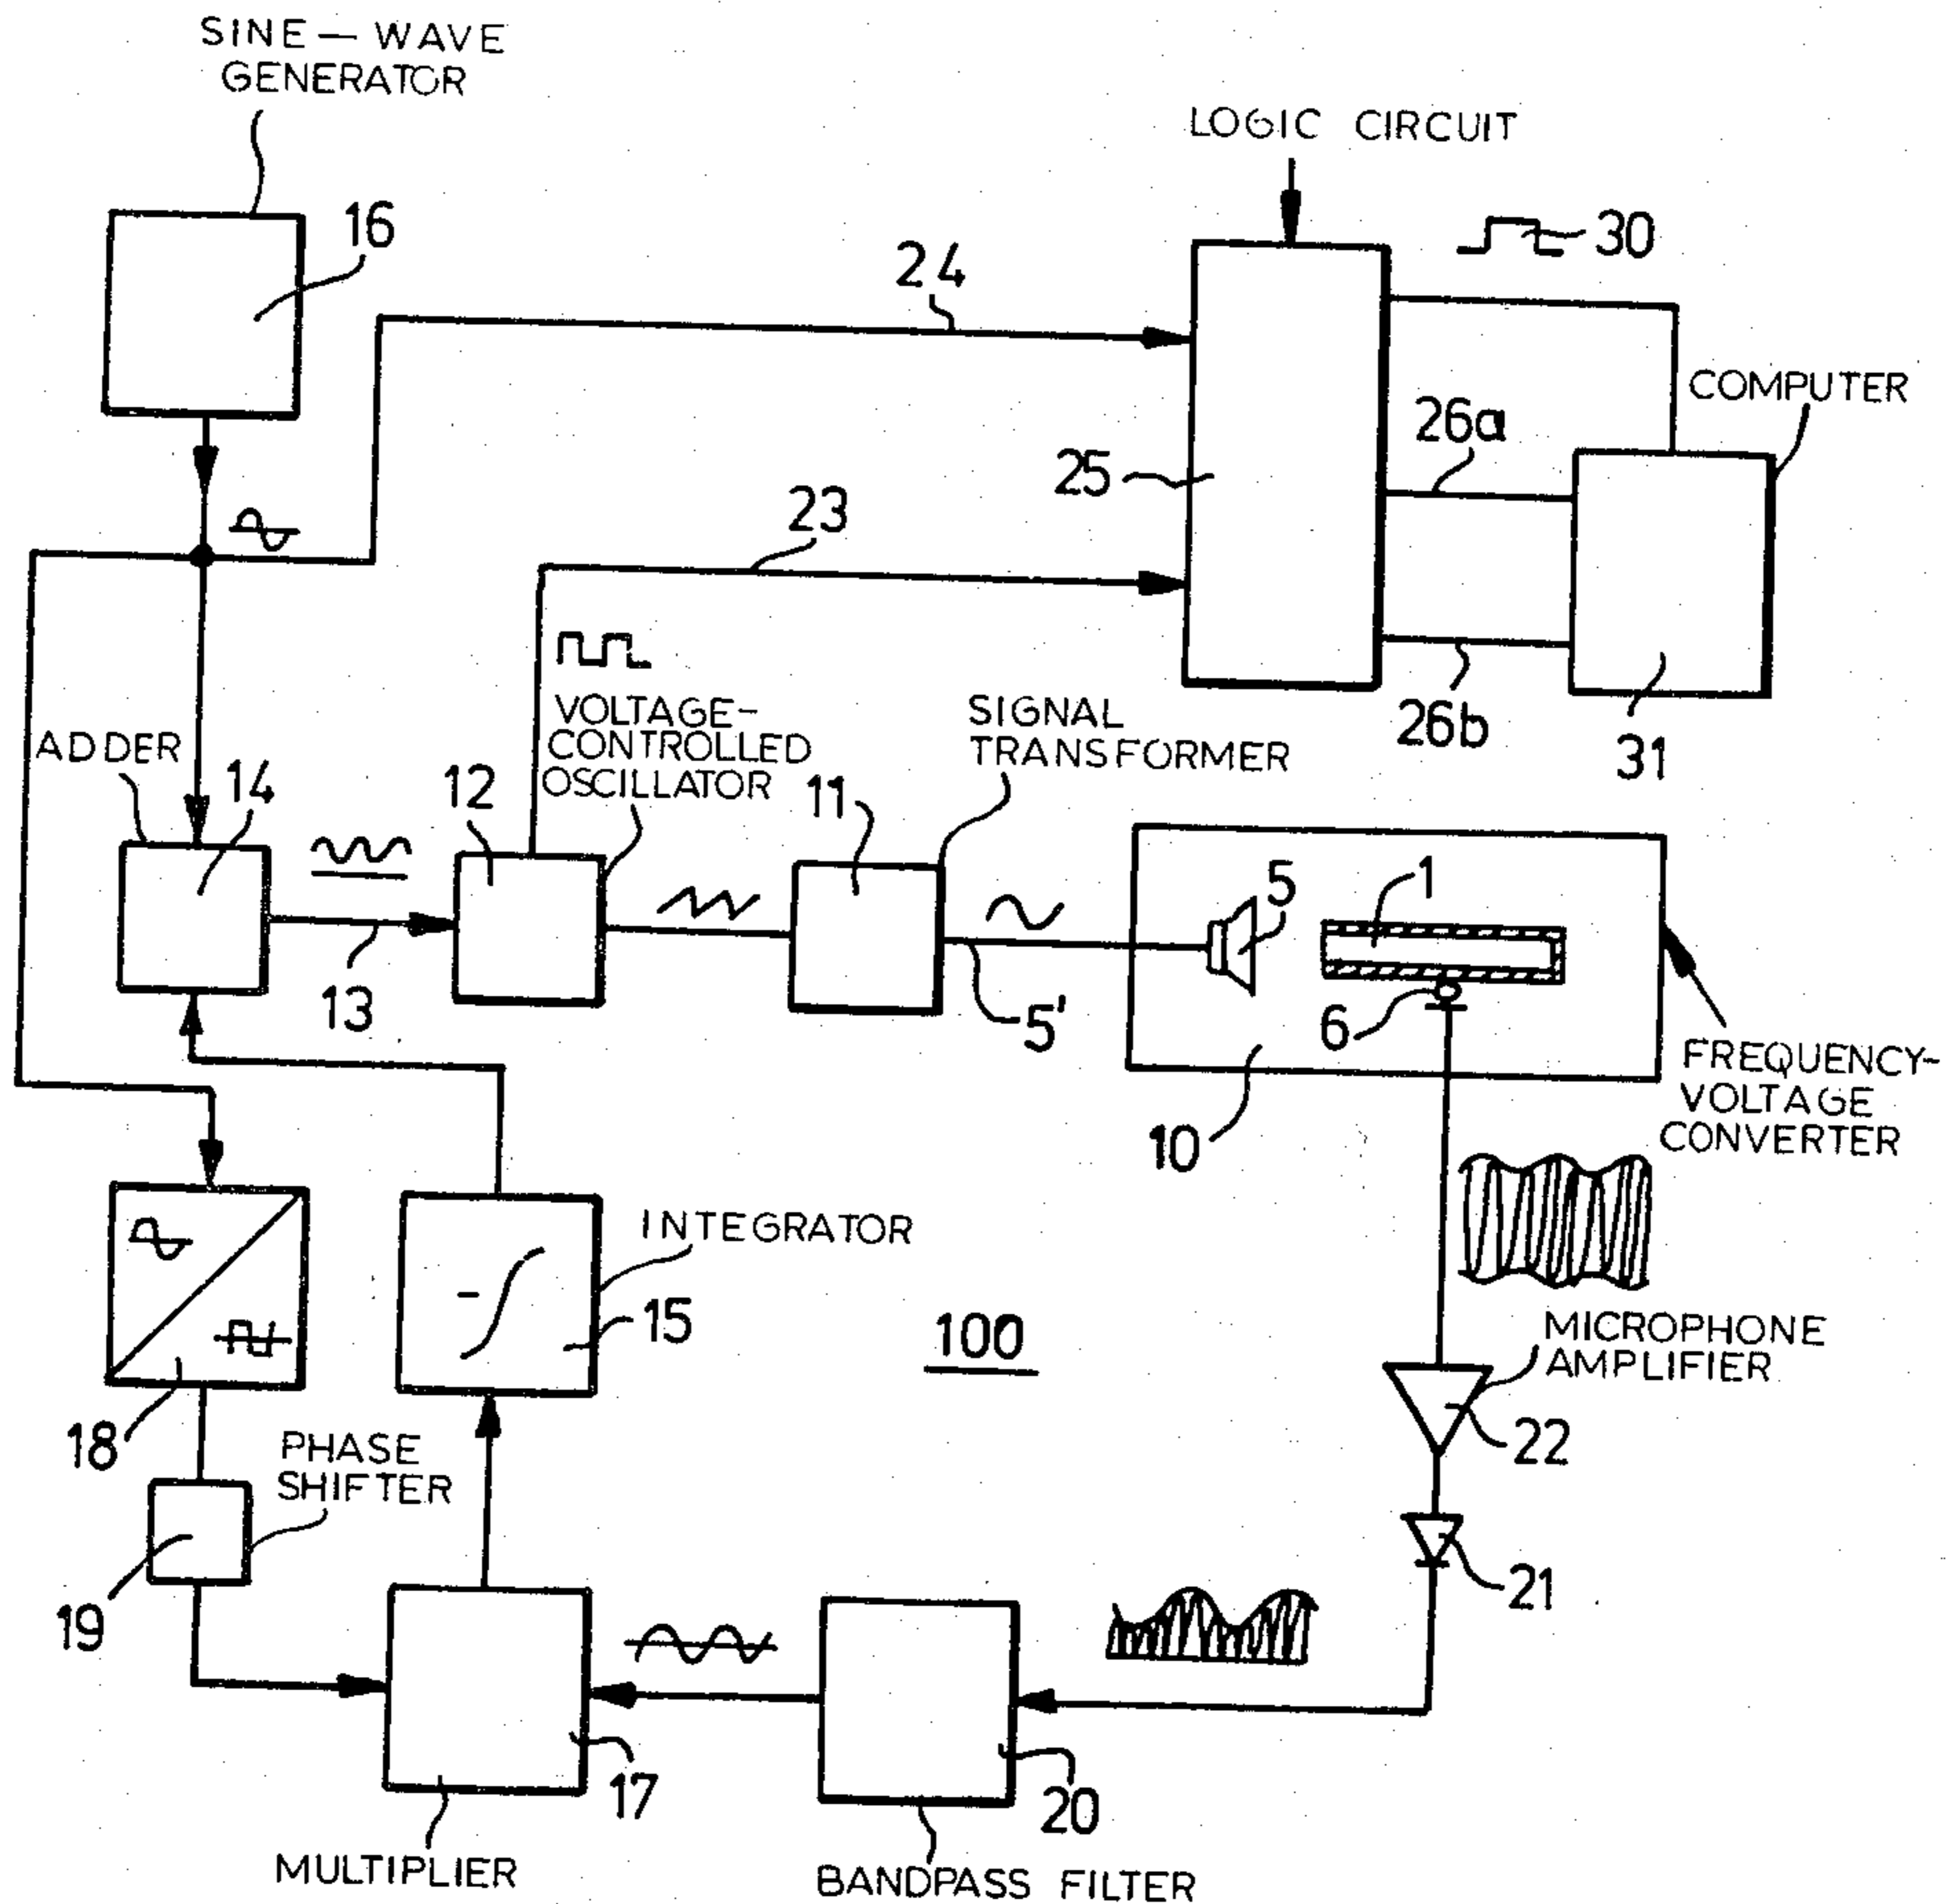 SINE — WAVE
GENERATOR
16
LOGIC CIRCUIT
30
24
COMPUTER
26a
25
23
26b
31
ADDER
14
VOLTAGE-
CONTROLLED
OSCILLATOR
12
SIGNAL
TRANSFORMER
11
5
1
13
5'
6
10
FREQUENCY-
VOLTAGE
CONVERTER
INTEGRATOR
15
100
MICROPHONE
AMPLIFIER
22
18
PHASE
SHIFTER
19
21
17
20
MULTIPLIER
BANDPASS FILTER